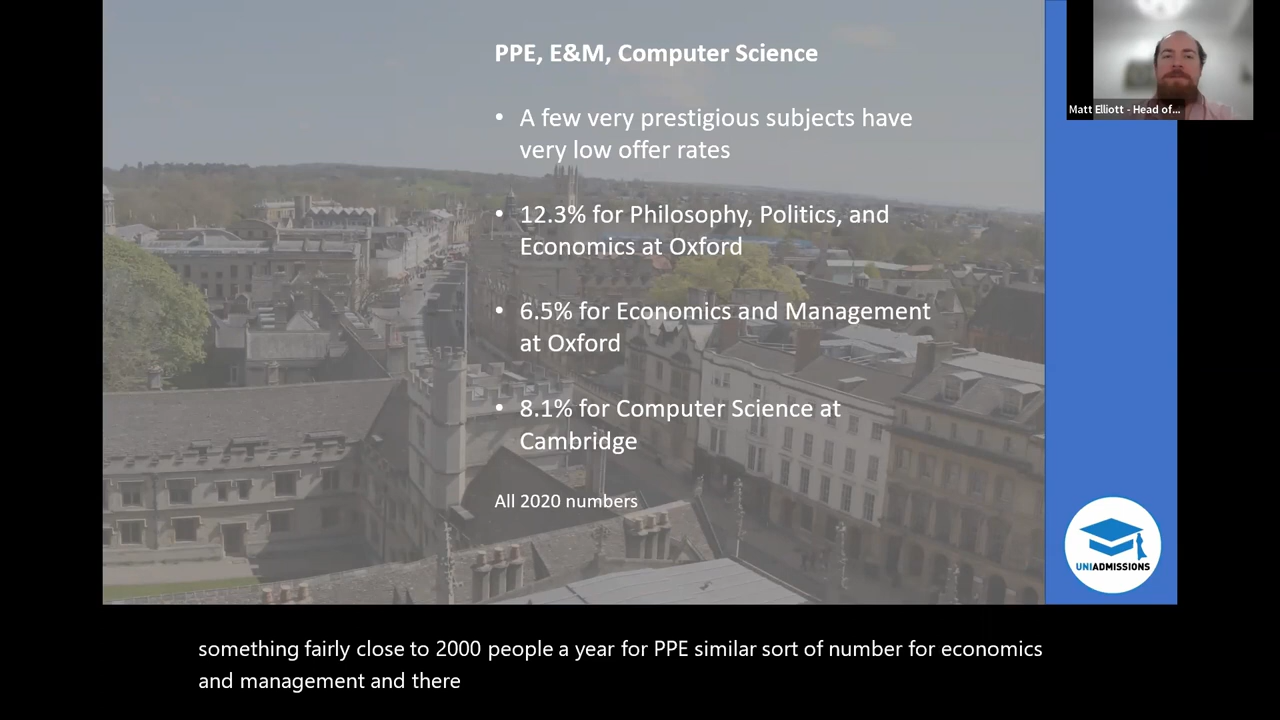 PPE, E&M, Computer Science
• A few very prestigious subjects have
very low offer rates
• 12.3% for Philosophy, Politics, and
Economics at Oxford
• 6.5% for Economics and Management
at Oxford
• 8.1% for Computer Science at
Cambridge
All 2020 numbers
Matt Elliott - Head of...
UNIADMISSIONS
something fairly close to 2000 people a year for PPE similar sort of number for economics
and management and there